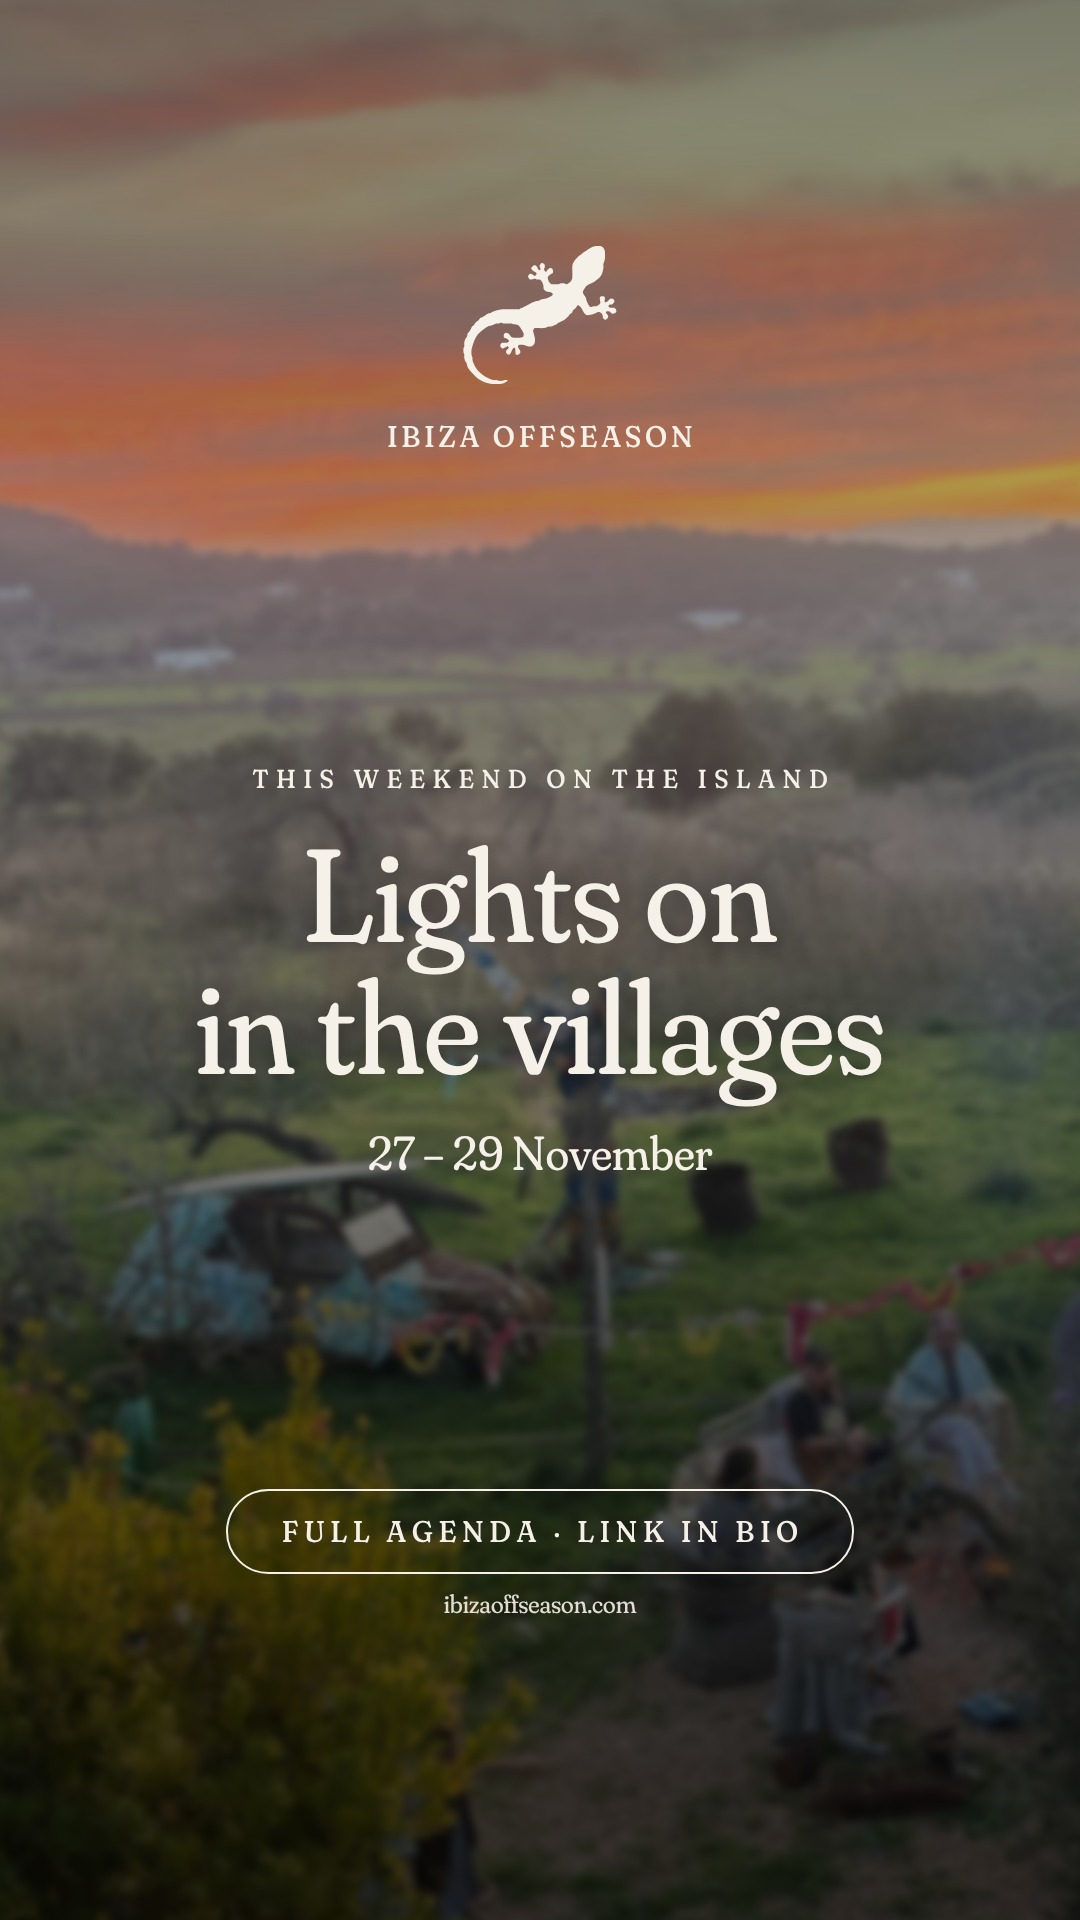 IBIZA OFFSEASON
THIS WEEKEND ON THE ISLAND
Lights on
in the villages
27 – 29 November
FULL AGENDA · LINK IN BIO
ibizaoffseason.com